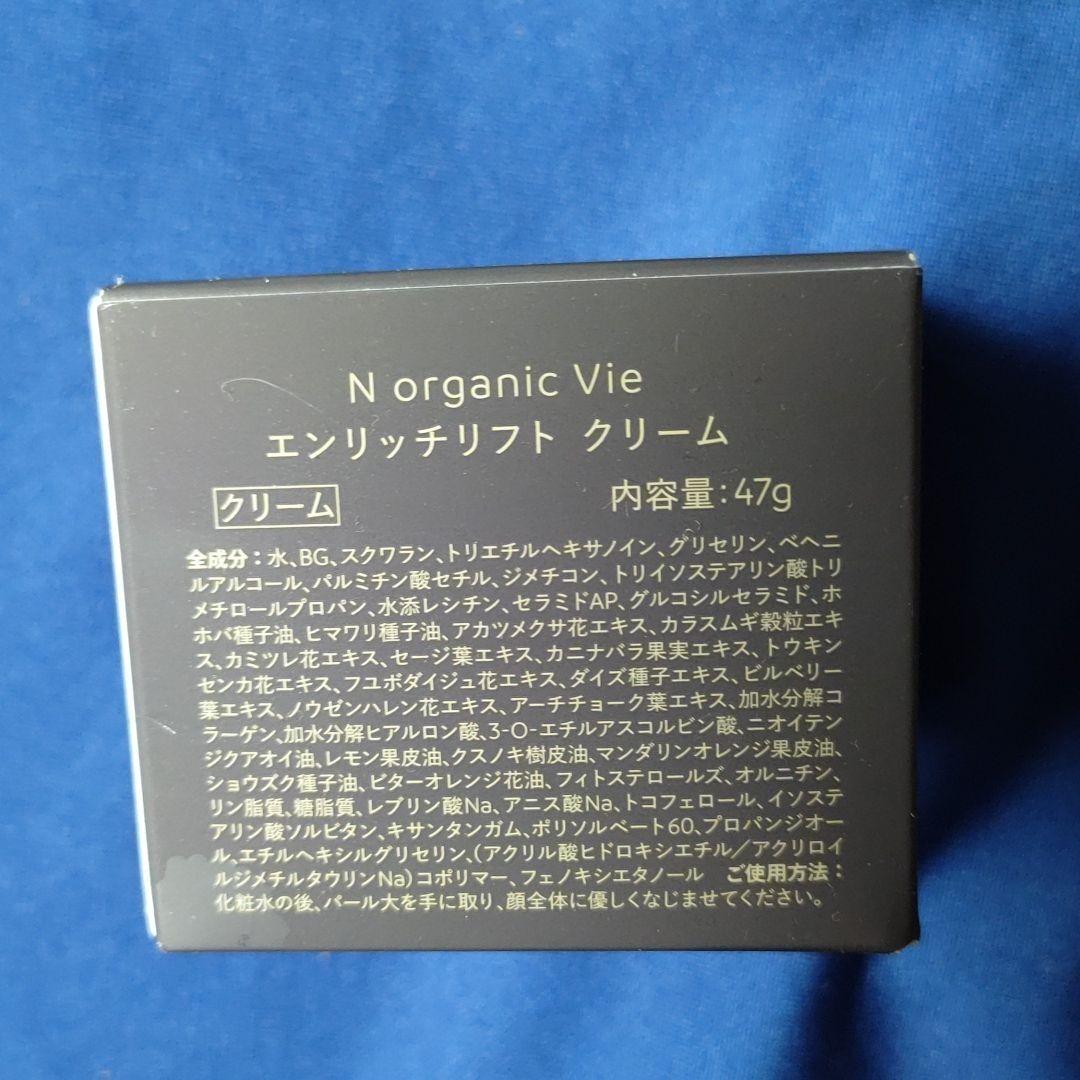 N organic Vie
エンリッチリフト クリーム
クリーム 内容量:47g
全成分:水、BG、スクワラン、トリエチルヘキサノイン、グリセリン、ベヘニ
ルアルコール、パルミチン酸セチル、ジメチコン、トリイソステアリン酸トリ
メチロールプロパン、水添レシチン、セラミドAP、グルコシルセラミド、ホ
ホバ種子油、ヒマワリ種子油、アカツメクサ花エキス、カラスムギ穀粒エキ
ス、カミツレ花エキス、セージ葉エキス、カニナバラ果実エキス、トウキン
センカ花エキス、フユボダイジュ花エキス、ダイズ種子エキス、ビルベリー
葉エキス、ノウゼンハレン花エキス、アーチチョーク葉エキス、加水分解コ
ラーゲン、加水分解ヒアルロン酸、3-O-エチルアスコルビン酸、ニオイテン
ジクアオイ油、レモン果皮油、クスノキ樹皮油、マンダリンオレンジ果皮油、
ショウズク種子油、ビターオレンジ花油、フィトステロールズ、オルニチン、
リン脂質、糖脂質、レブリン酸Na、アニス酸Na、トコフェロール、イソステ
アリン酸ソルビタン、キサンタンガム、ポリソルベート60、プロパンジオー
ル、エチルヘキシルグリセリン、(アクリル酸ヒドロキシエチル/アクリロイ
ルジメチルタウリンNa)コポリマー、フェノキシエタノール ご使用方法:
化粧水の後、パール大を手に取り、顔全体に優しくなじませてください。